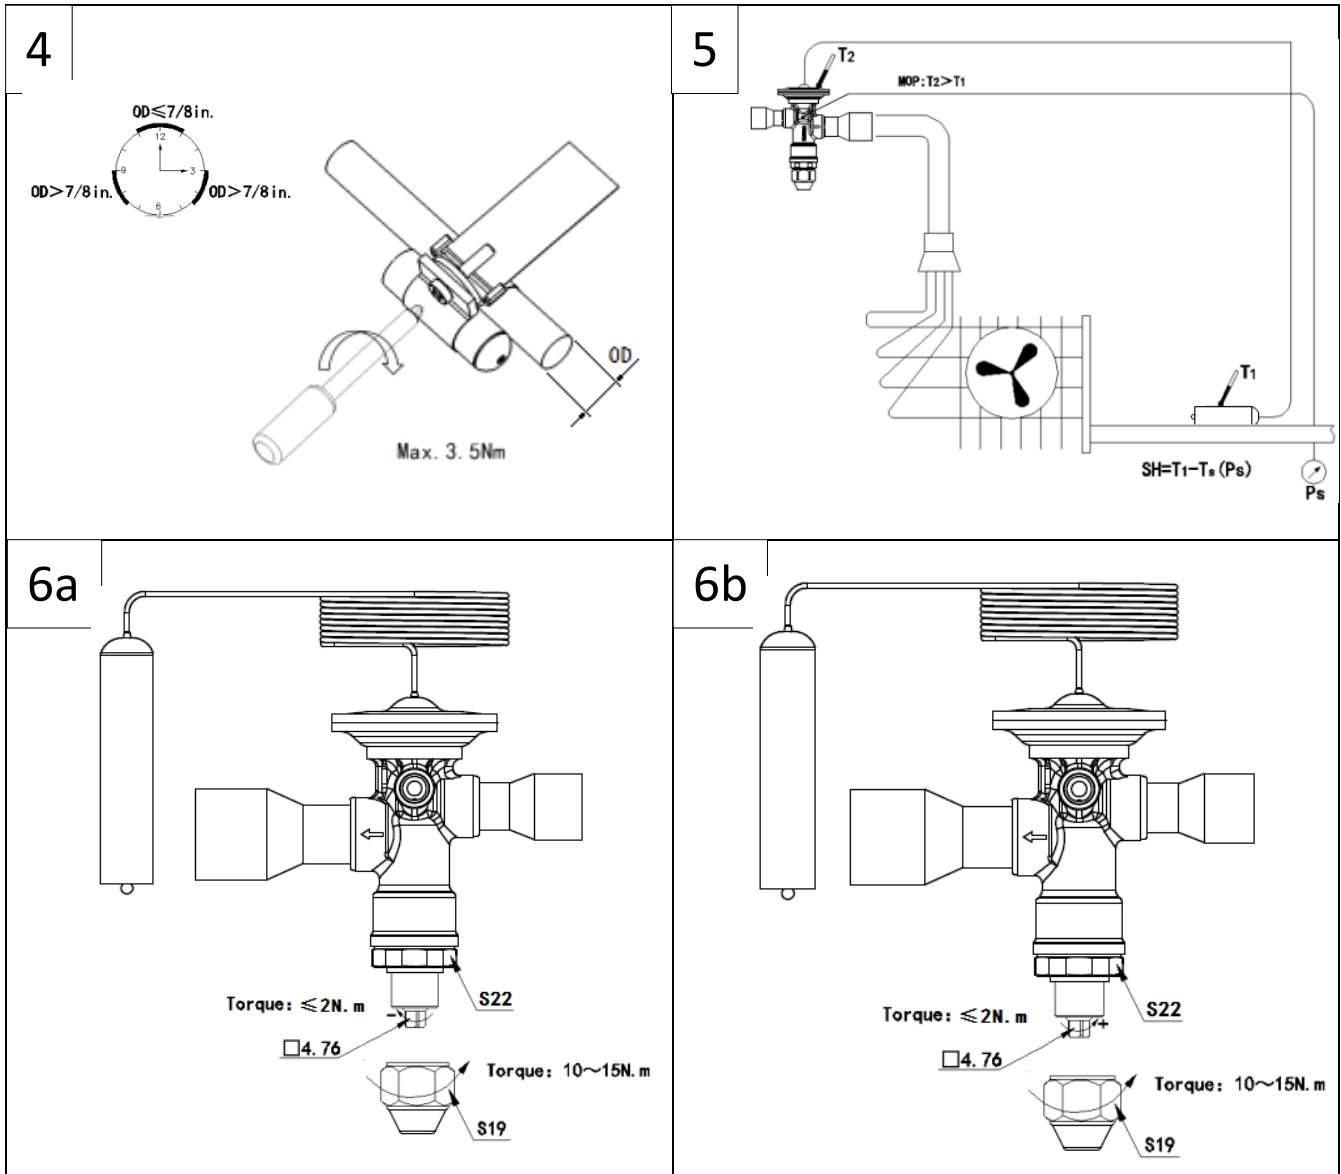 4
OD≤7/8in.
12
9
3
6
OD>7/8in.
OD>7/8in.
OD
Max. 3.5Nm
5
T2
MOP:T2>T1
T1
SH=T1-Ts(Ps)
Ps
6a
S22
Torque: ≤2N.m
-
□4.76
Torque: 10~15N.m
S19
6b
S22
Torque: ≤2N.m
+
□4.76
Torque: 10~15N.m
S19